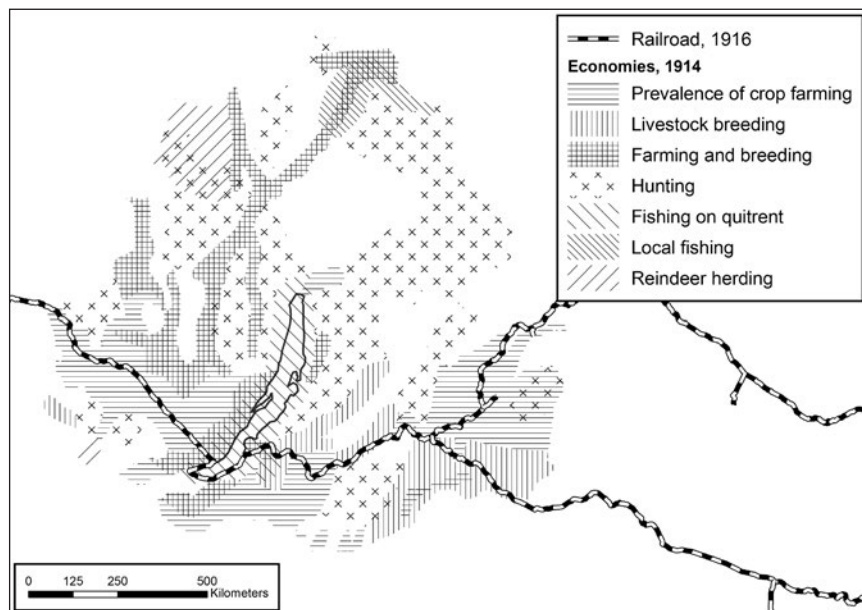 Railroad, 1916
Economies, 1914
Prevalence of crop farming
Livestock breeding
Farming and breeding
Hunting
Fishing on quitrent
Local fishing
Reindeer herding
0 125 250 500
Kilometers